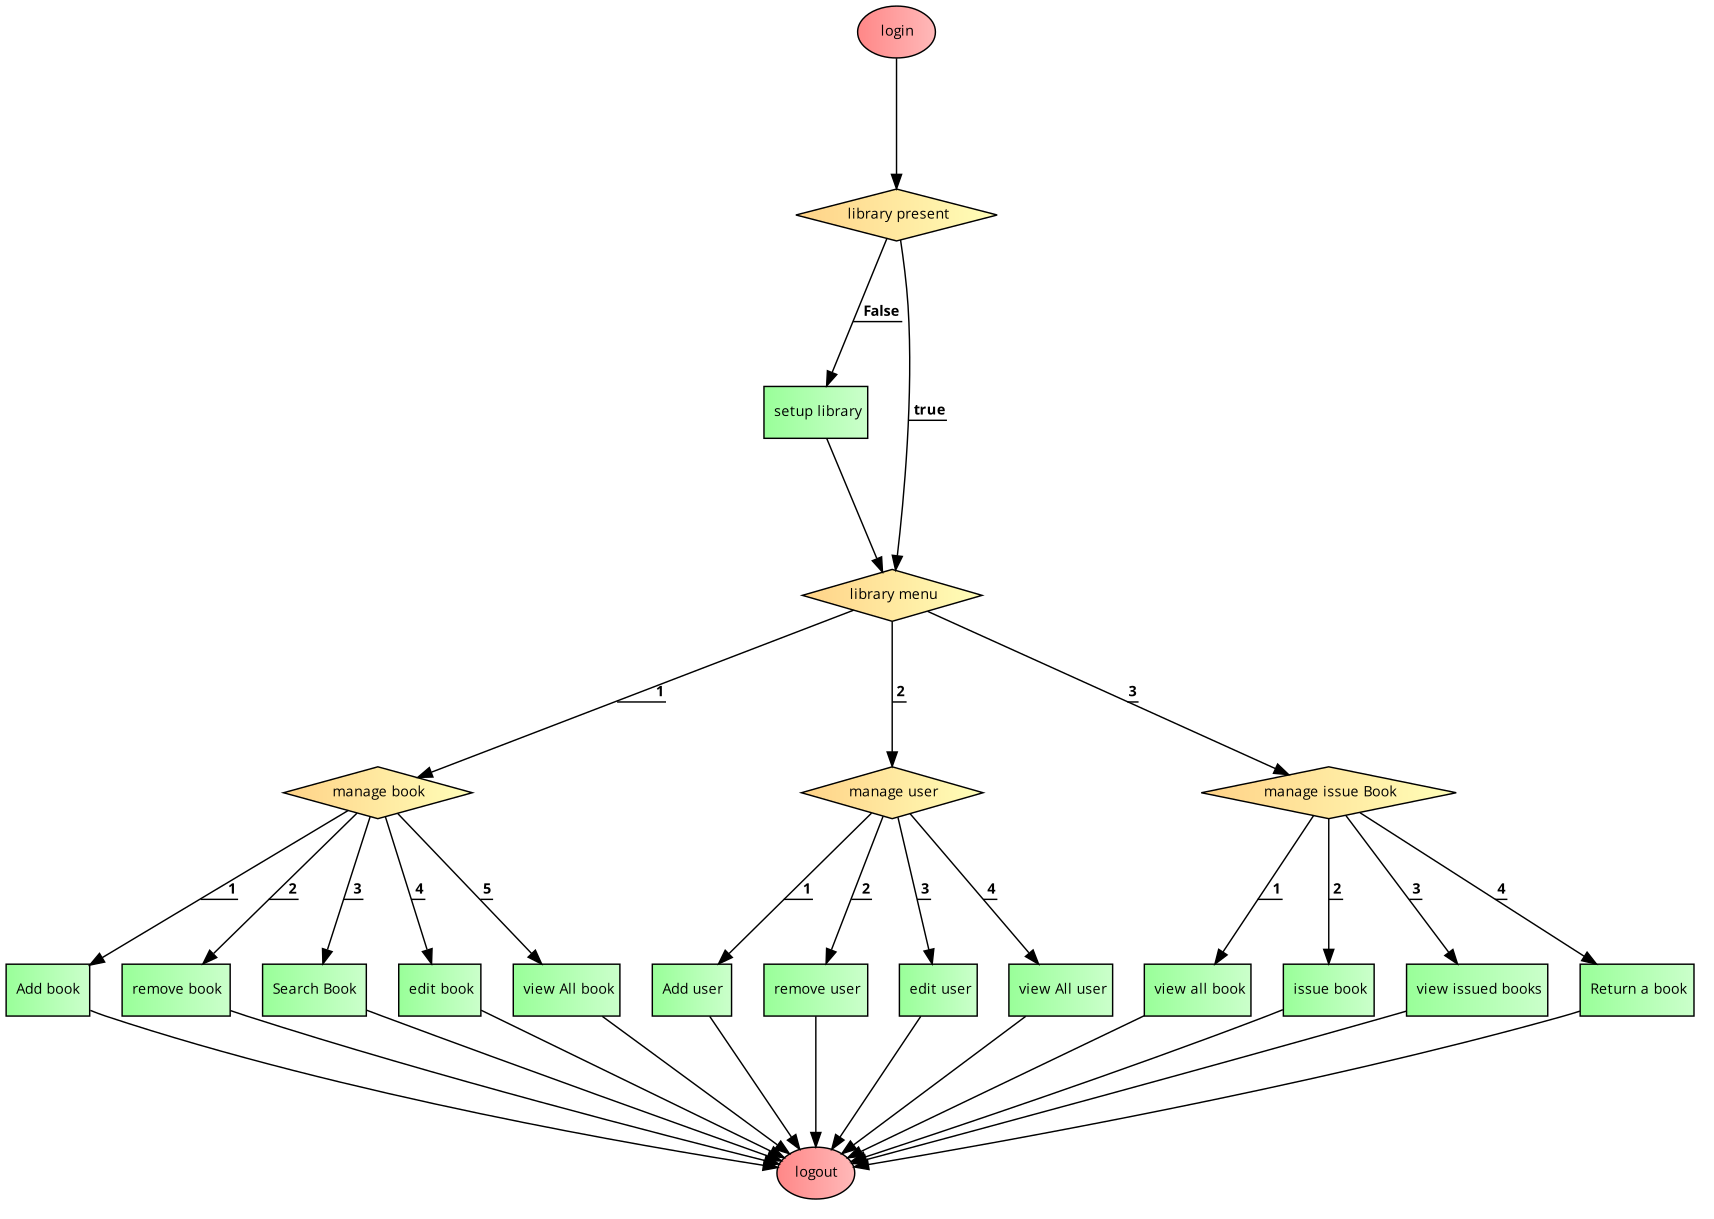 login
library present
False
true
setup library
library menu
1
2
3
manage book
manage user
manage issue Book
1
2
3
4
5
1
2
3
4
1
2
3
4
Add book
remove book
Search Book
edit book
view All book
Add user
remove user
edit user
view All user
view all book
issue book
view issued books
Return a book
logout